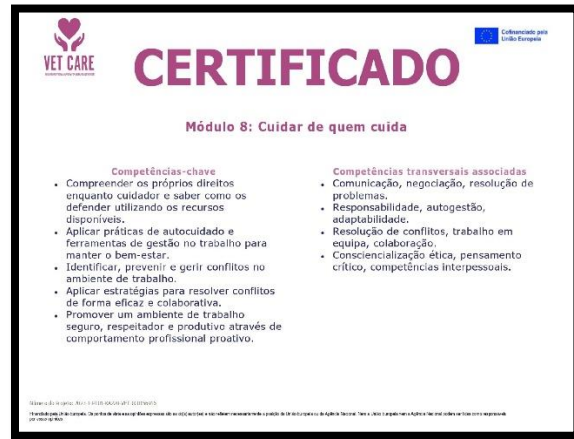 VET CARE
Cofinanciado pela
União Europeia
CERTIFICADO
Módulo 8: Cuidar de quem cuida
Competências-chave
• Compreender os próprios direitos
enquanto cuidador e saber como os
defender utilizando os recursos
disponíveis.
• Aplicar práticas de autocuidado e
ferramentas de gestão no trabalho para
manter o bem-estar.
• Identificar, prevenir e gerir conflitos no
ambiente de trabalho.
• Aplicar estratégias para resolver conflitos
de forma eficaz e colaborativa.
• Promover um ambiente de trabalho
seguro, respeitador e produtivo através de
comportamento profissional proativo.
Competências transversais associadas
• Comunicação, negociação, resolução de
problemas.
• Responsabilidade, autogestão,
adaptabilidade.
• Resolução de conflitos, trabalho em
equipa, colaboração.
• Consciencialização ética, pensamento
crítico, competências interpessoais.